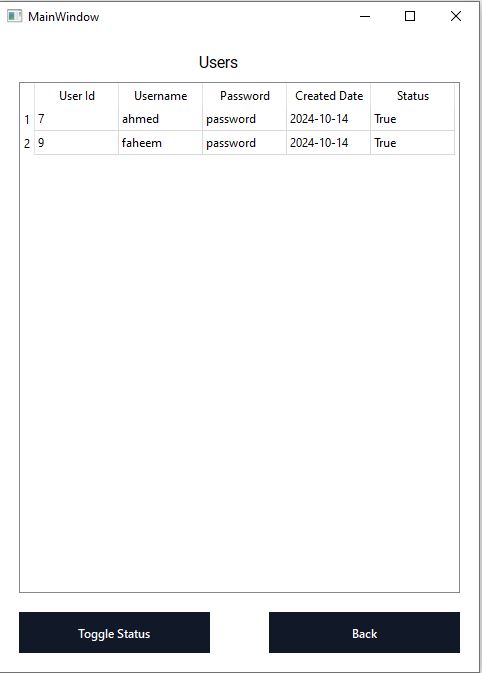 MainWindow
Users
User Id Username Password Created Date Status
1 7 ahmed password 2024-10-14 True
2 9 faheem password 2024-10-14 True
Toggle Status Back